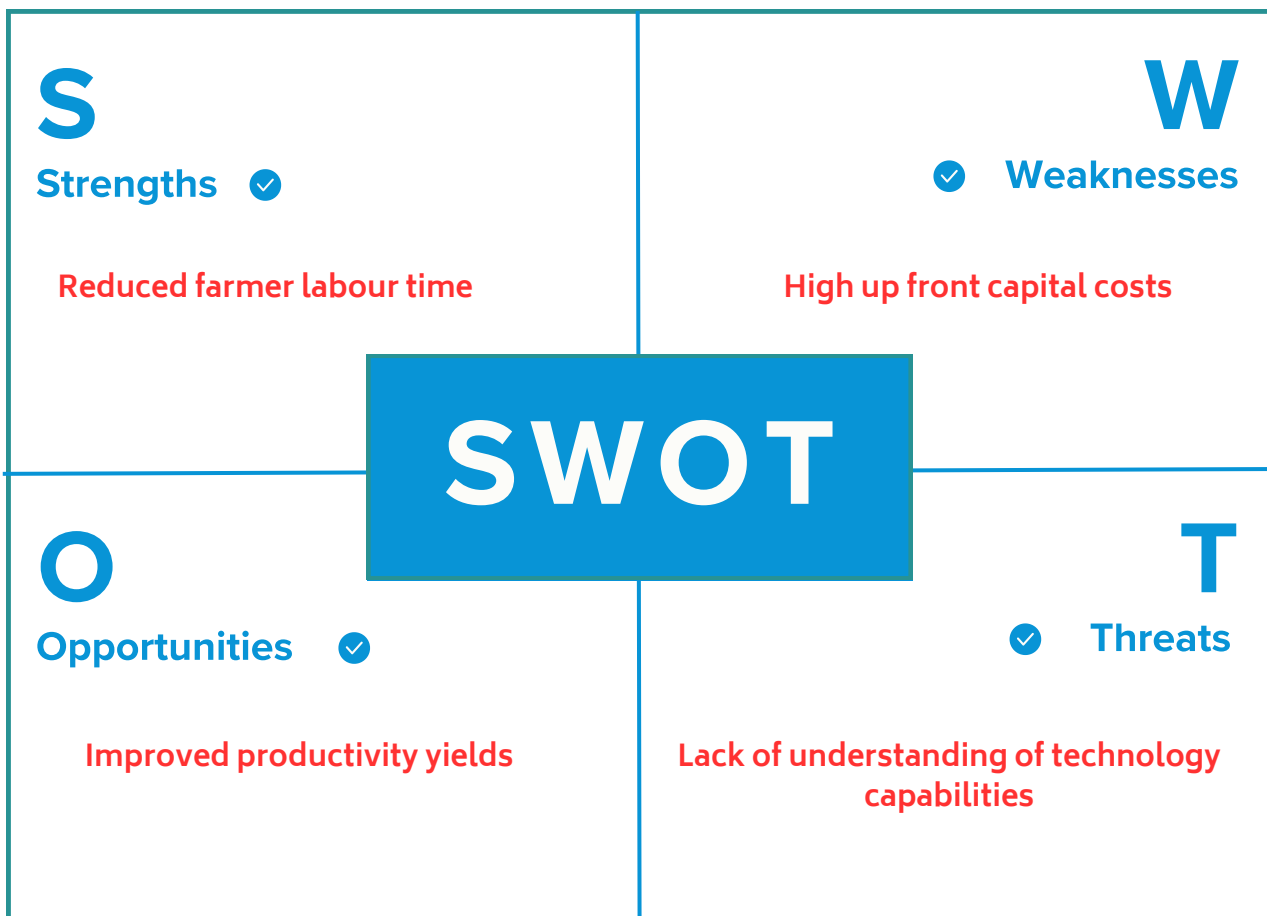 S
Strengths
Reduced farmer labour time
W
Weaknesses
High up front capital costs
SWOT
O
Opportunities
Improved productivity yields
T
Threats
Lack of understanding of technology
capabilities